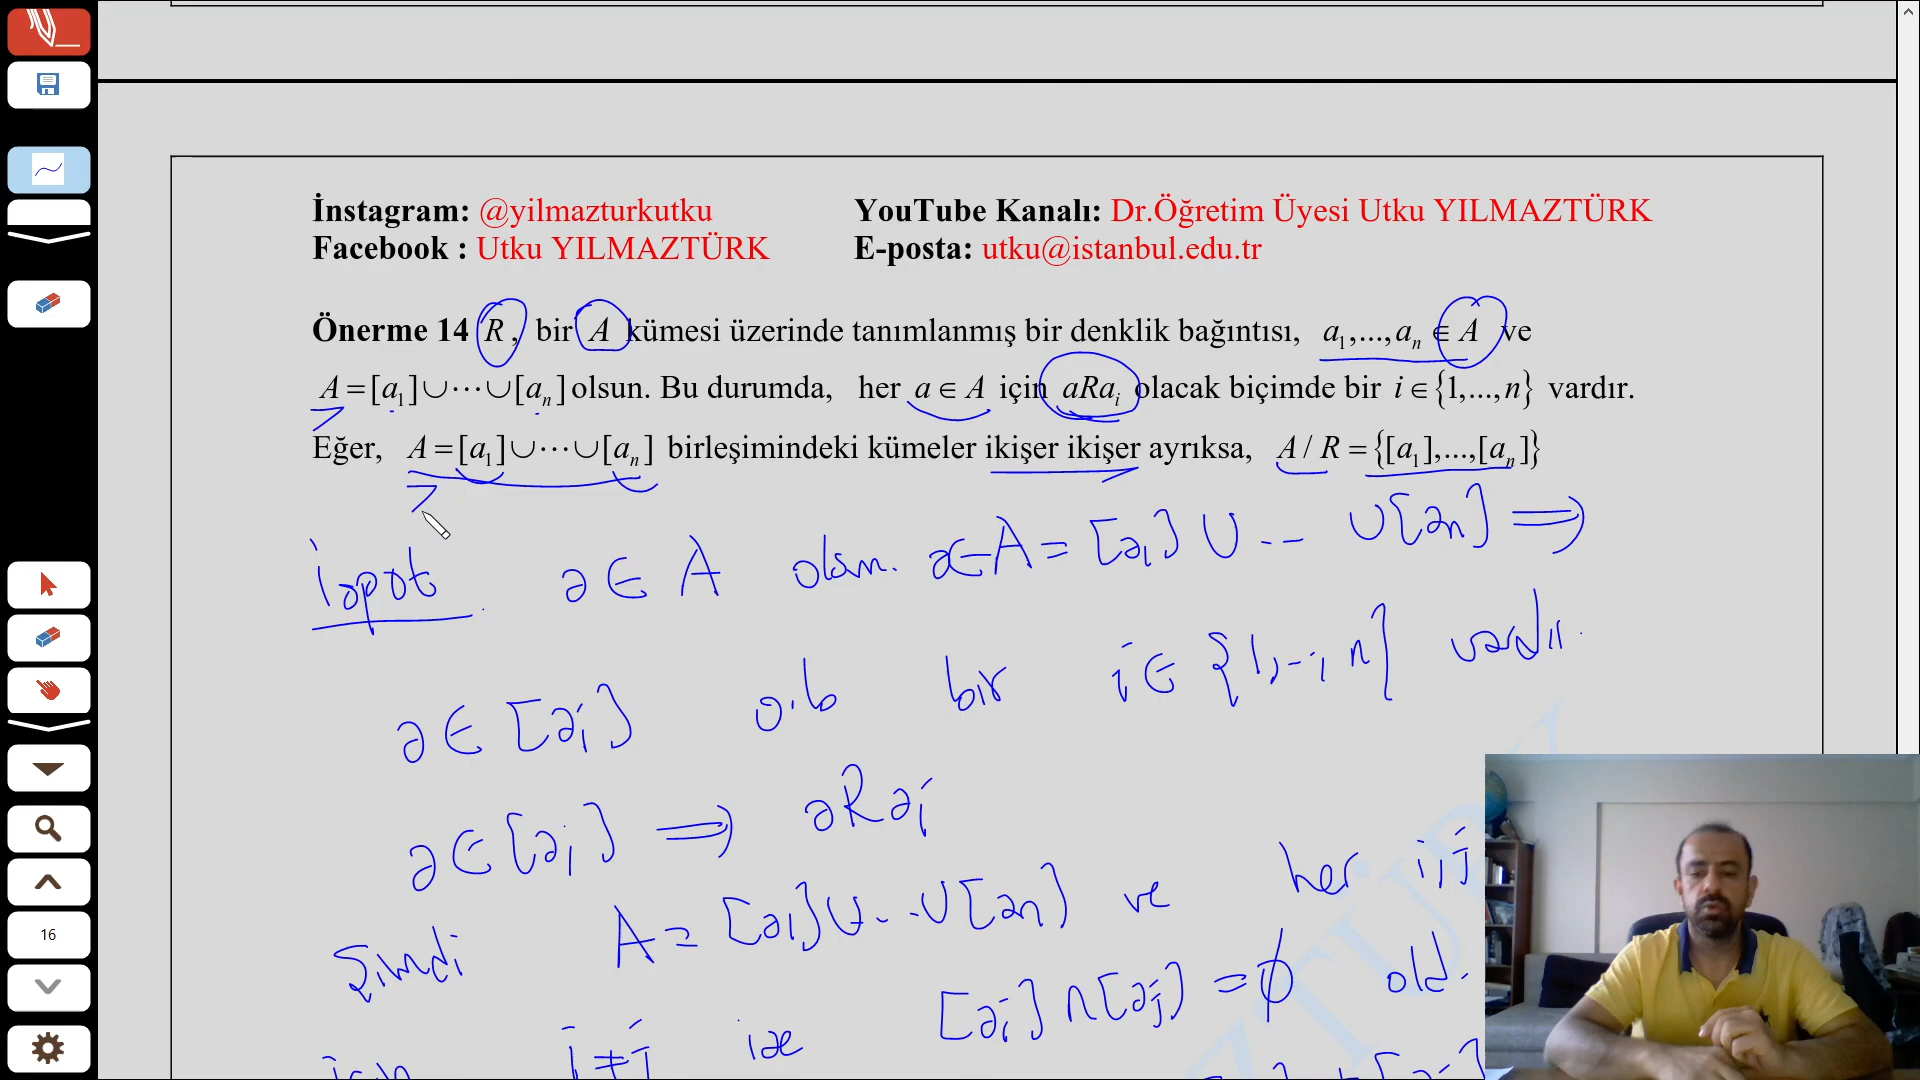 İnstagram: @yilmazturkutku YouTube Kanalı: Dr.Öğretim Üyesi Utku YILMAZTÜRK
Facebook : Utku YILMAZTÜRK E-posta: utku@istanbul.edu.tr
Önerme 14 R, bir A kümesi üzerinde tanımlanmış bir denklik bağıntısı, a₁,...,aₙ ∈ A ve
A = [a₁]∪⋯∪[aₙ] olsun. Bu durumda, her a ∈ A için aRaᵢ olacak biçimde bir i ∈ {1,...,n} vardır.
Eğer, A = [a₁]∪⋯∪[aₙ] birleşimindeki kümeler ikişer ikişer ayrıksa, A / R = {[a₁],...,[aₙ]}
İspat a ∈ A olsun. a ∈ A = [a₁] ∪ ... ∪ [aₙ] ⟹
a ∈ [aᵢ] o.ş. bir i ∈ {1,...,n} vardır.
a ∈ [aᵢ] ⟹ aRaᵢ
Şimdi A = [a₁] ∪ ... ∪ [aₙ] ve her i,j
için i ≠ j ise [aᵢ] ∩ [aⱼ] = ∅ old.
16